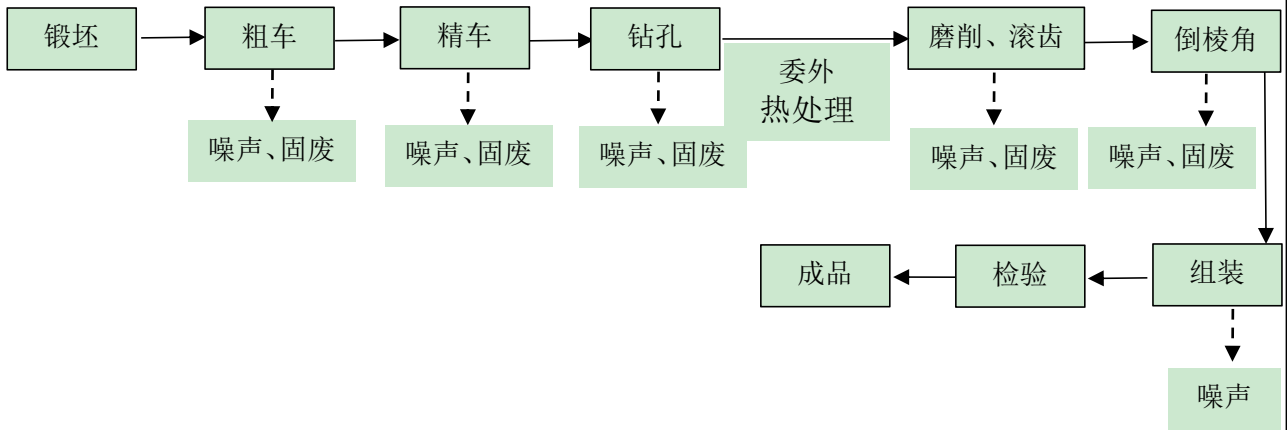 锻坯
粗车
精车
钻孔
委外
热处理
磨削、滚齿
倒棱角
噪声、固废
噪声、固废
噪声、固废
噪声、固废
噪声、固废
成品
检验
组装
噪声